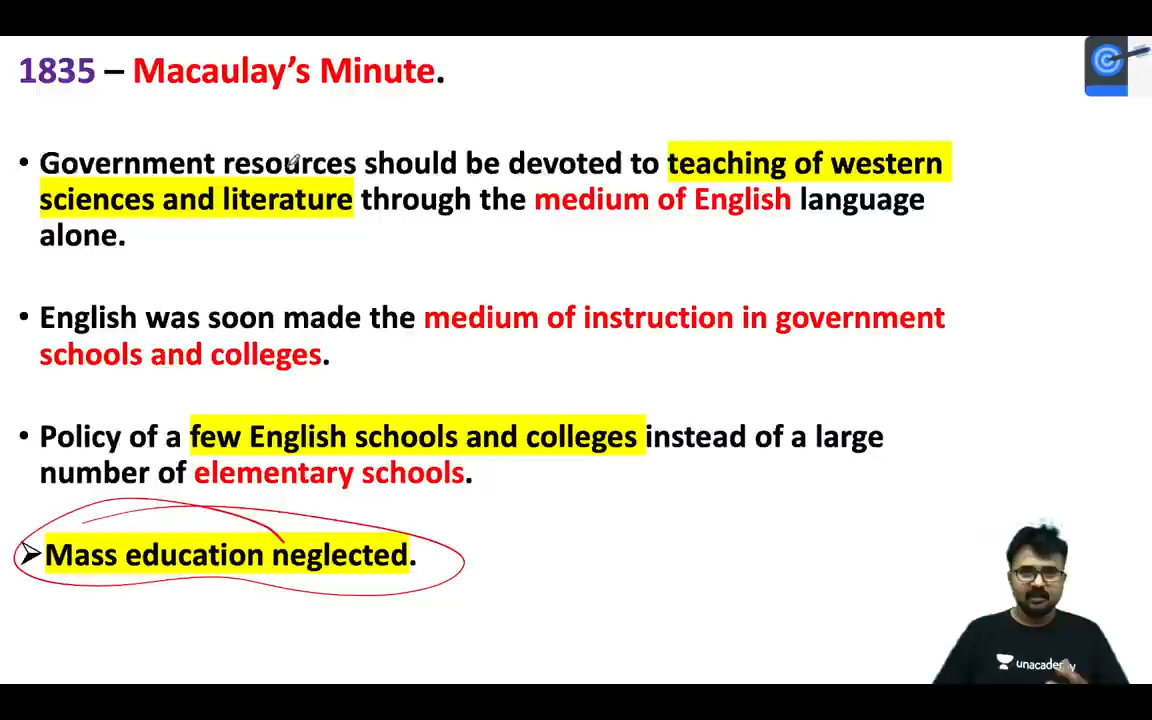 1835 – Macaulay's Minute.
• Government resources should be devoted to teaching of western
sciences and literature through the medium of English language
alone.
• English was soon made the medium of instruction in government
schools and colleges.
• Policy of a few English schools and colleges instead of a large
number of elementary schools.
➢Mass education neglected.
unacademy